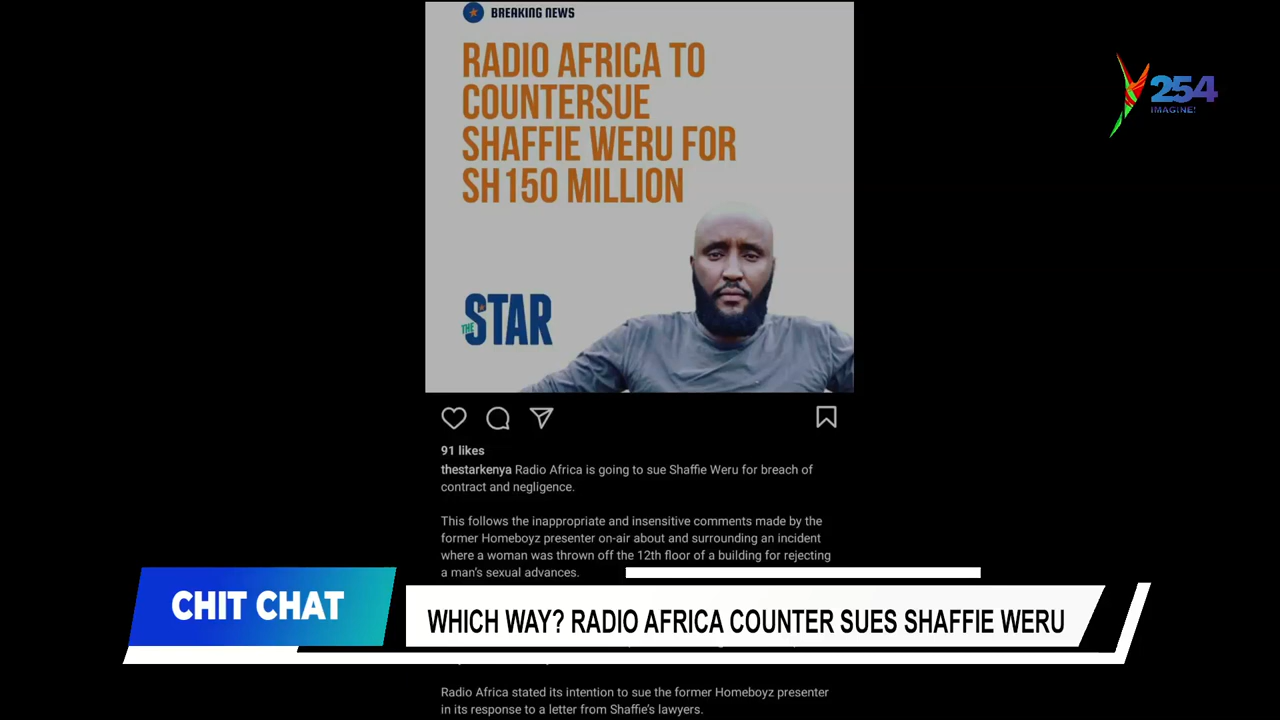 BREAKING NEWS
RADIO AFRICA TO
COUNTERSUE
SHAFFIE WERU FOR
SH150 MILLION
Y254
IMAGINE!
THE STAR
91 likes
thestarkenya Radio Africa is going to sue Shaffie Weru for breach of
contract and negligence.
This follows the inappropriate and insensitive comments made by the
former Homeboyz presenter on-air about and surrounding an incident
where a woman was thrown off the 12th floor of a building for rejecting
a man's sexual advances.
CHIT CHAT
WHICH WAY? RADIO AFRICA COUNTER SUES SHAFFIE WERU
Radio Africa stated its intention to sue the former Homeboyz presenter
in its response to a letter from Shaffie's lawyers.